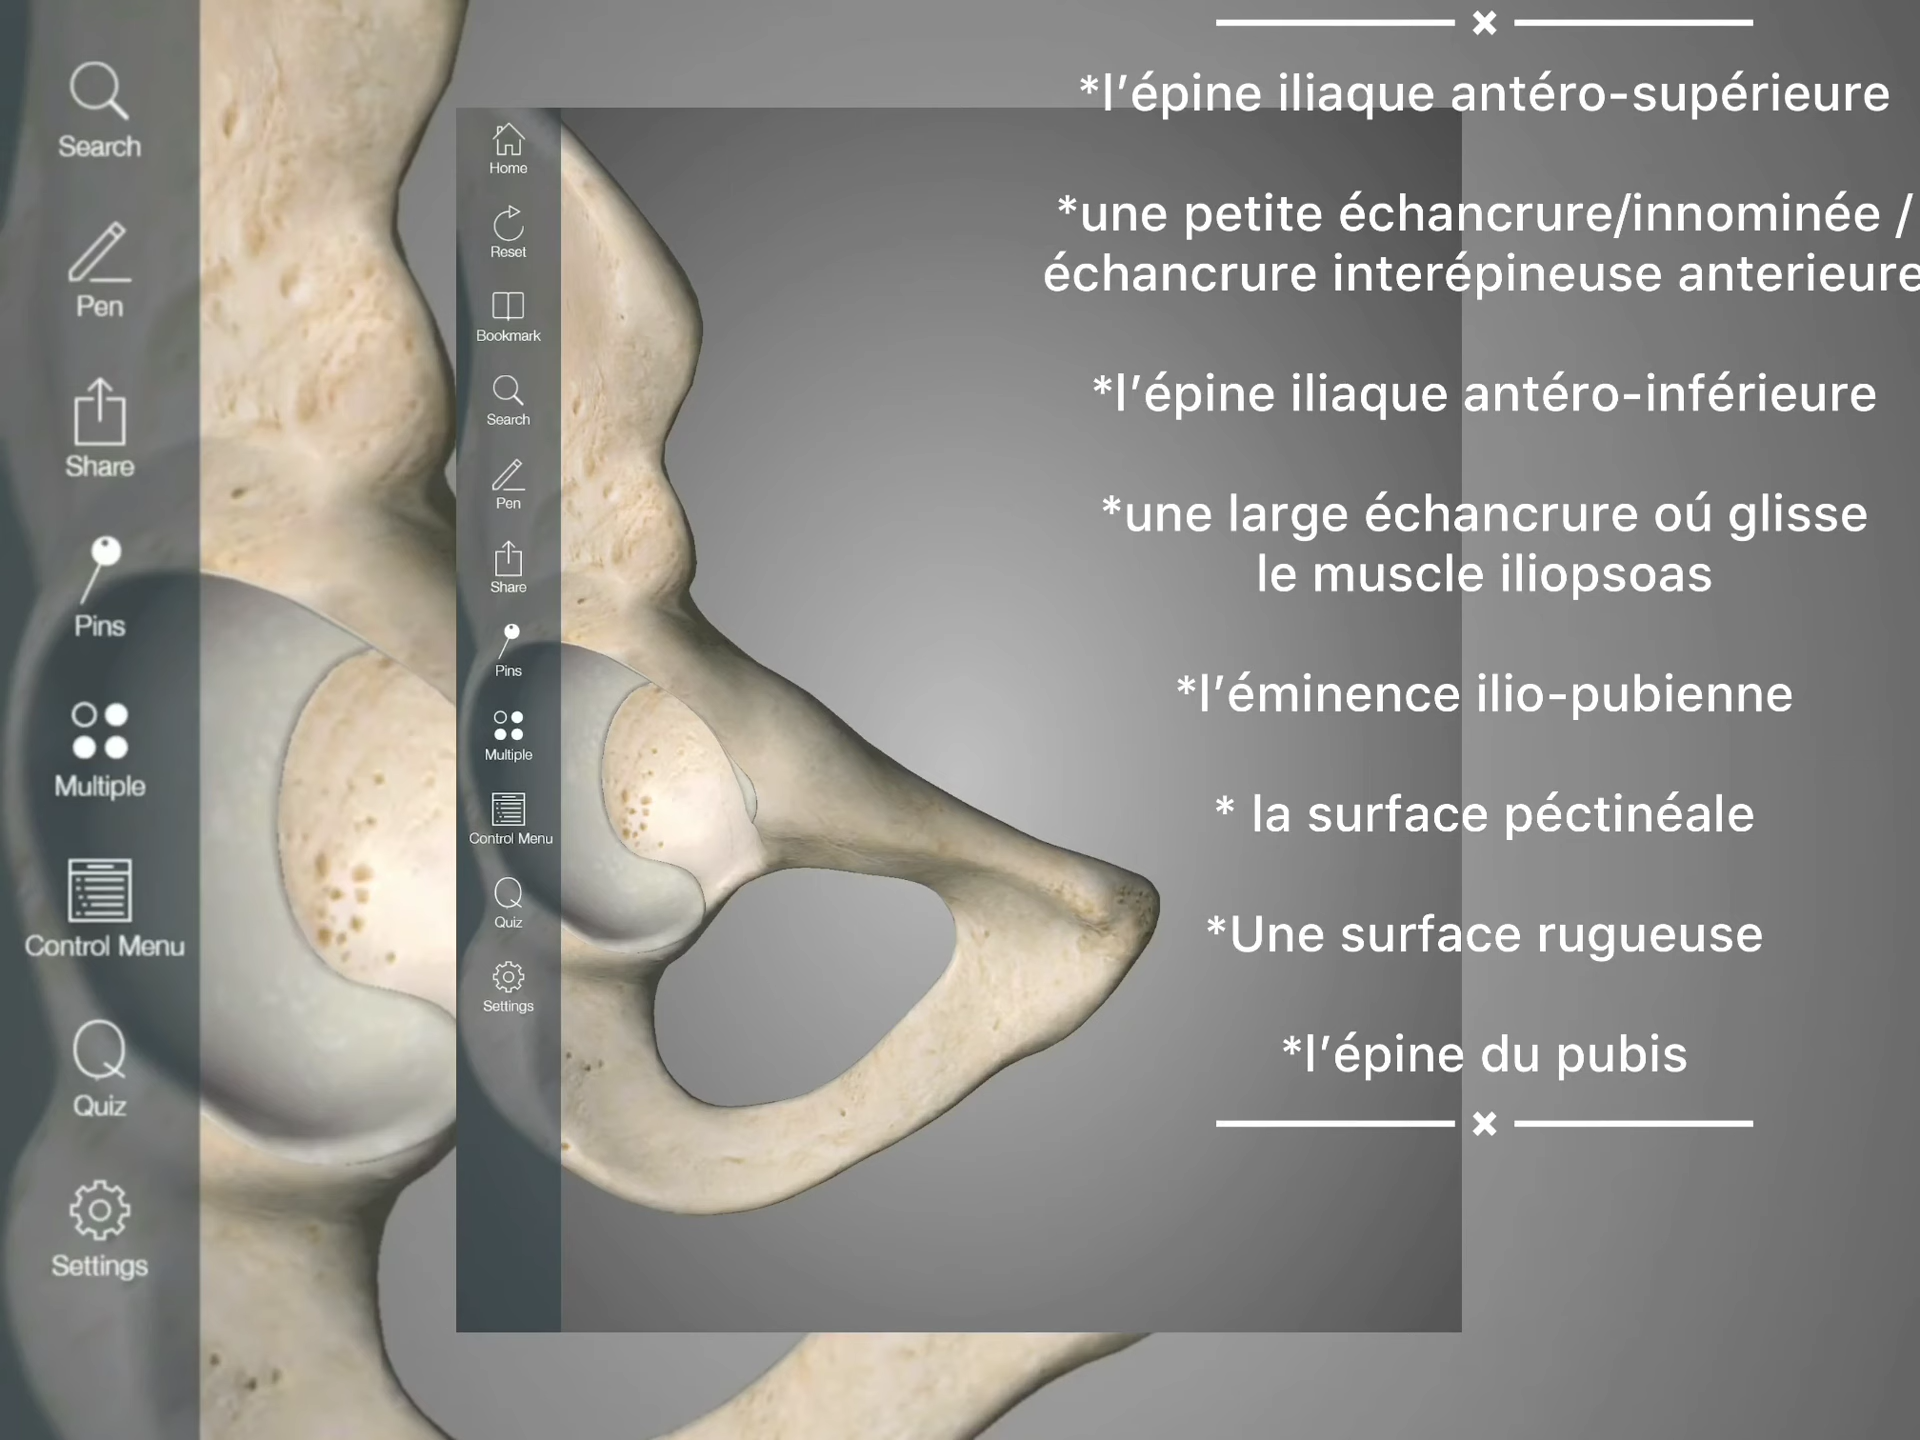 Search
Pen
Share
Pins
Multiple
Control Menu
Quiz
Settings
Home
Reset
Bookmark
Search
Pen
Share
Pins
Multiple
Control Menu
Quiz
Settings
*l’épine iliaque antéro-supérieure
*une petite échancrure/innominée /
échancrure interépineuse anterieure
*l’épine iliaque antéro-inférieure
*une large échancrure oú glisse
le muscle iliopsoas
*l’éminence ilio-pubienne
* la surface péctinéale
*Une surface rugueuse
*l’épine du pubis